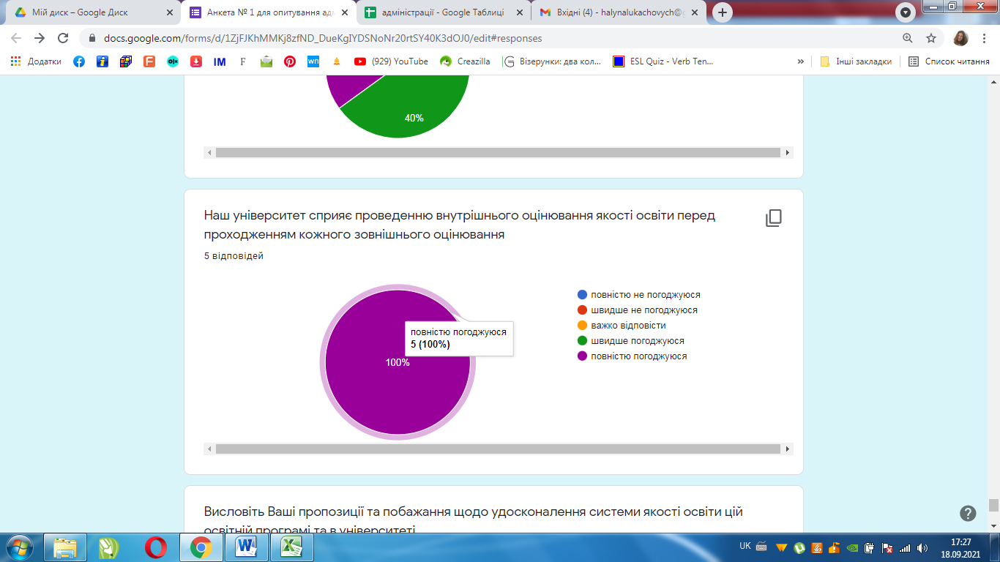 Мій диск – Google Диск
Анкета № 1 для опитування адм
адміністрації - Google Таблиці
Вхідні (4) - halynalukachovych@g
docs.google.com/forms/d/1ZjFJKhMMKj8zfND_DueKgIYDSNoNr20rtSY40K3dOJ0/edit#responses
Додатки
IM
F
wn
(929) YouTube
Creazilla
Візерунки: два кол...
ESL Quiz - Verb Ten...
»
Інші закладки
Список читання
40%
Наш університет сприяє проведенню внутрішнього оцінювання якості освіти перед
проходженням кожного зовнішнього оцінювання
5 відповідей
повністю не погоджуюся
швидше не погоджуюся
важко відповісти
швидше погоджуюся
повністю погоджуюся
повністю погоджуюся
5 (100%)
100%
Висловіть Ваші пропозиції та побажання щодо удосконалення системи якості освіти цій
освітній програмі та в університеті
UK
17:27
18.09.2021